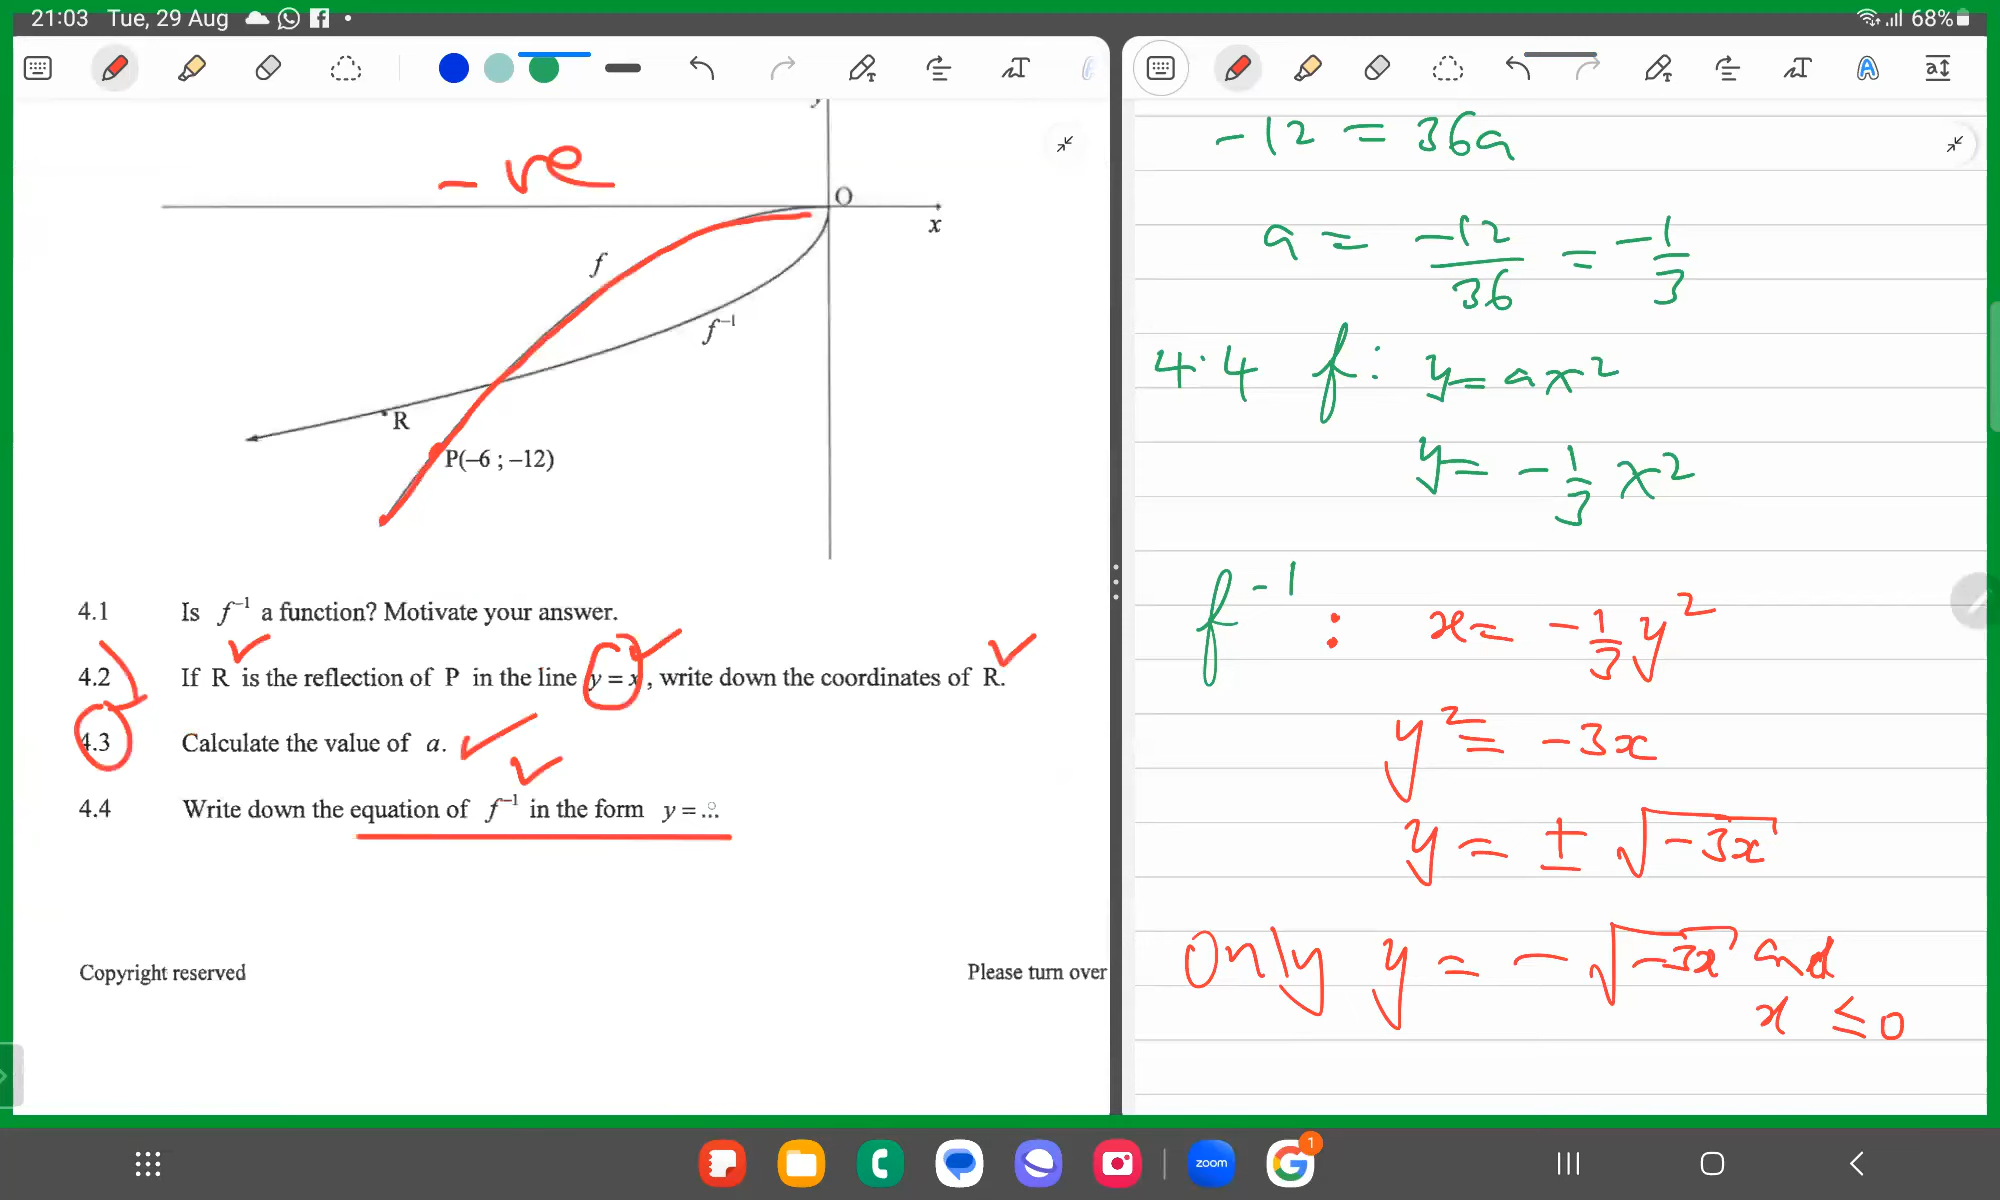 21:03 Tue, 29 Aug
68%
- ve
y
O
x
f
f⁻¹
R
P(–6 ; –12)
4.1 Is f⁻¹ a function? Motivate your answer.
4.2 If R is the reflection of P in the line y = x, write down the coordinates of R.
4.3 Calculate the value of a.
4.4 Write down the equation of f⁻¹ in the form y = ...
Copyright reserved
Please turn over
-12 = 36a
a = -12/36 = -1/3
4.4 f: y = ax²
y = -1/3 x²
f⁻¹ : x = -1/3 y²
y² = -3x
y = ± √-3x
Only y = - √-3x and
x ≤ 0
zoom
1